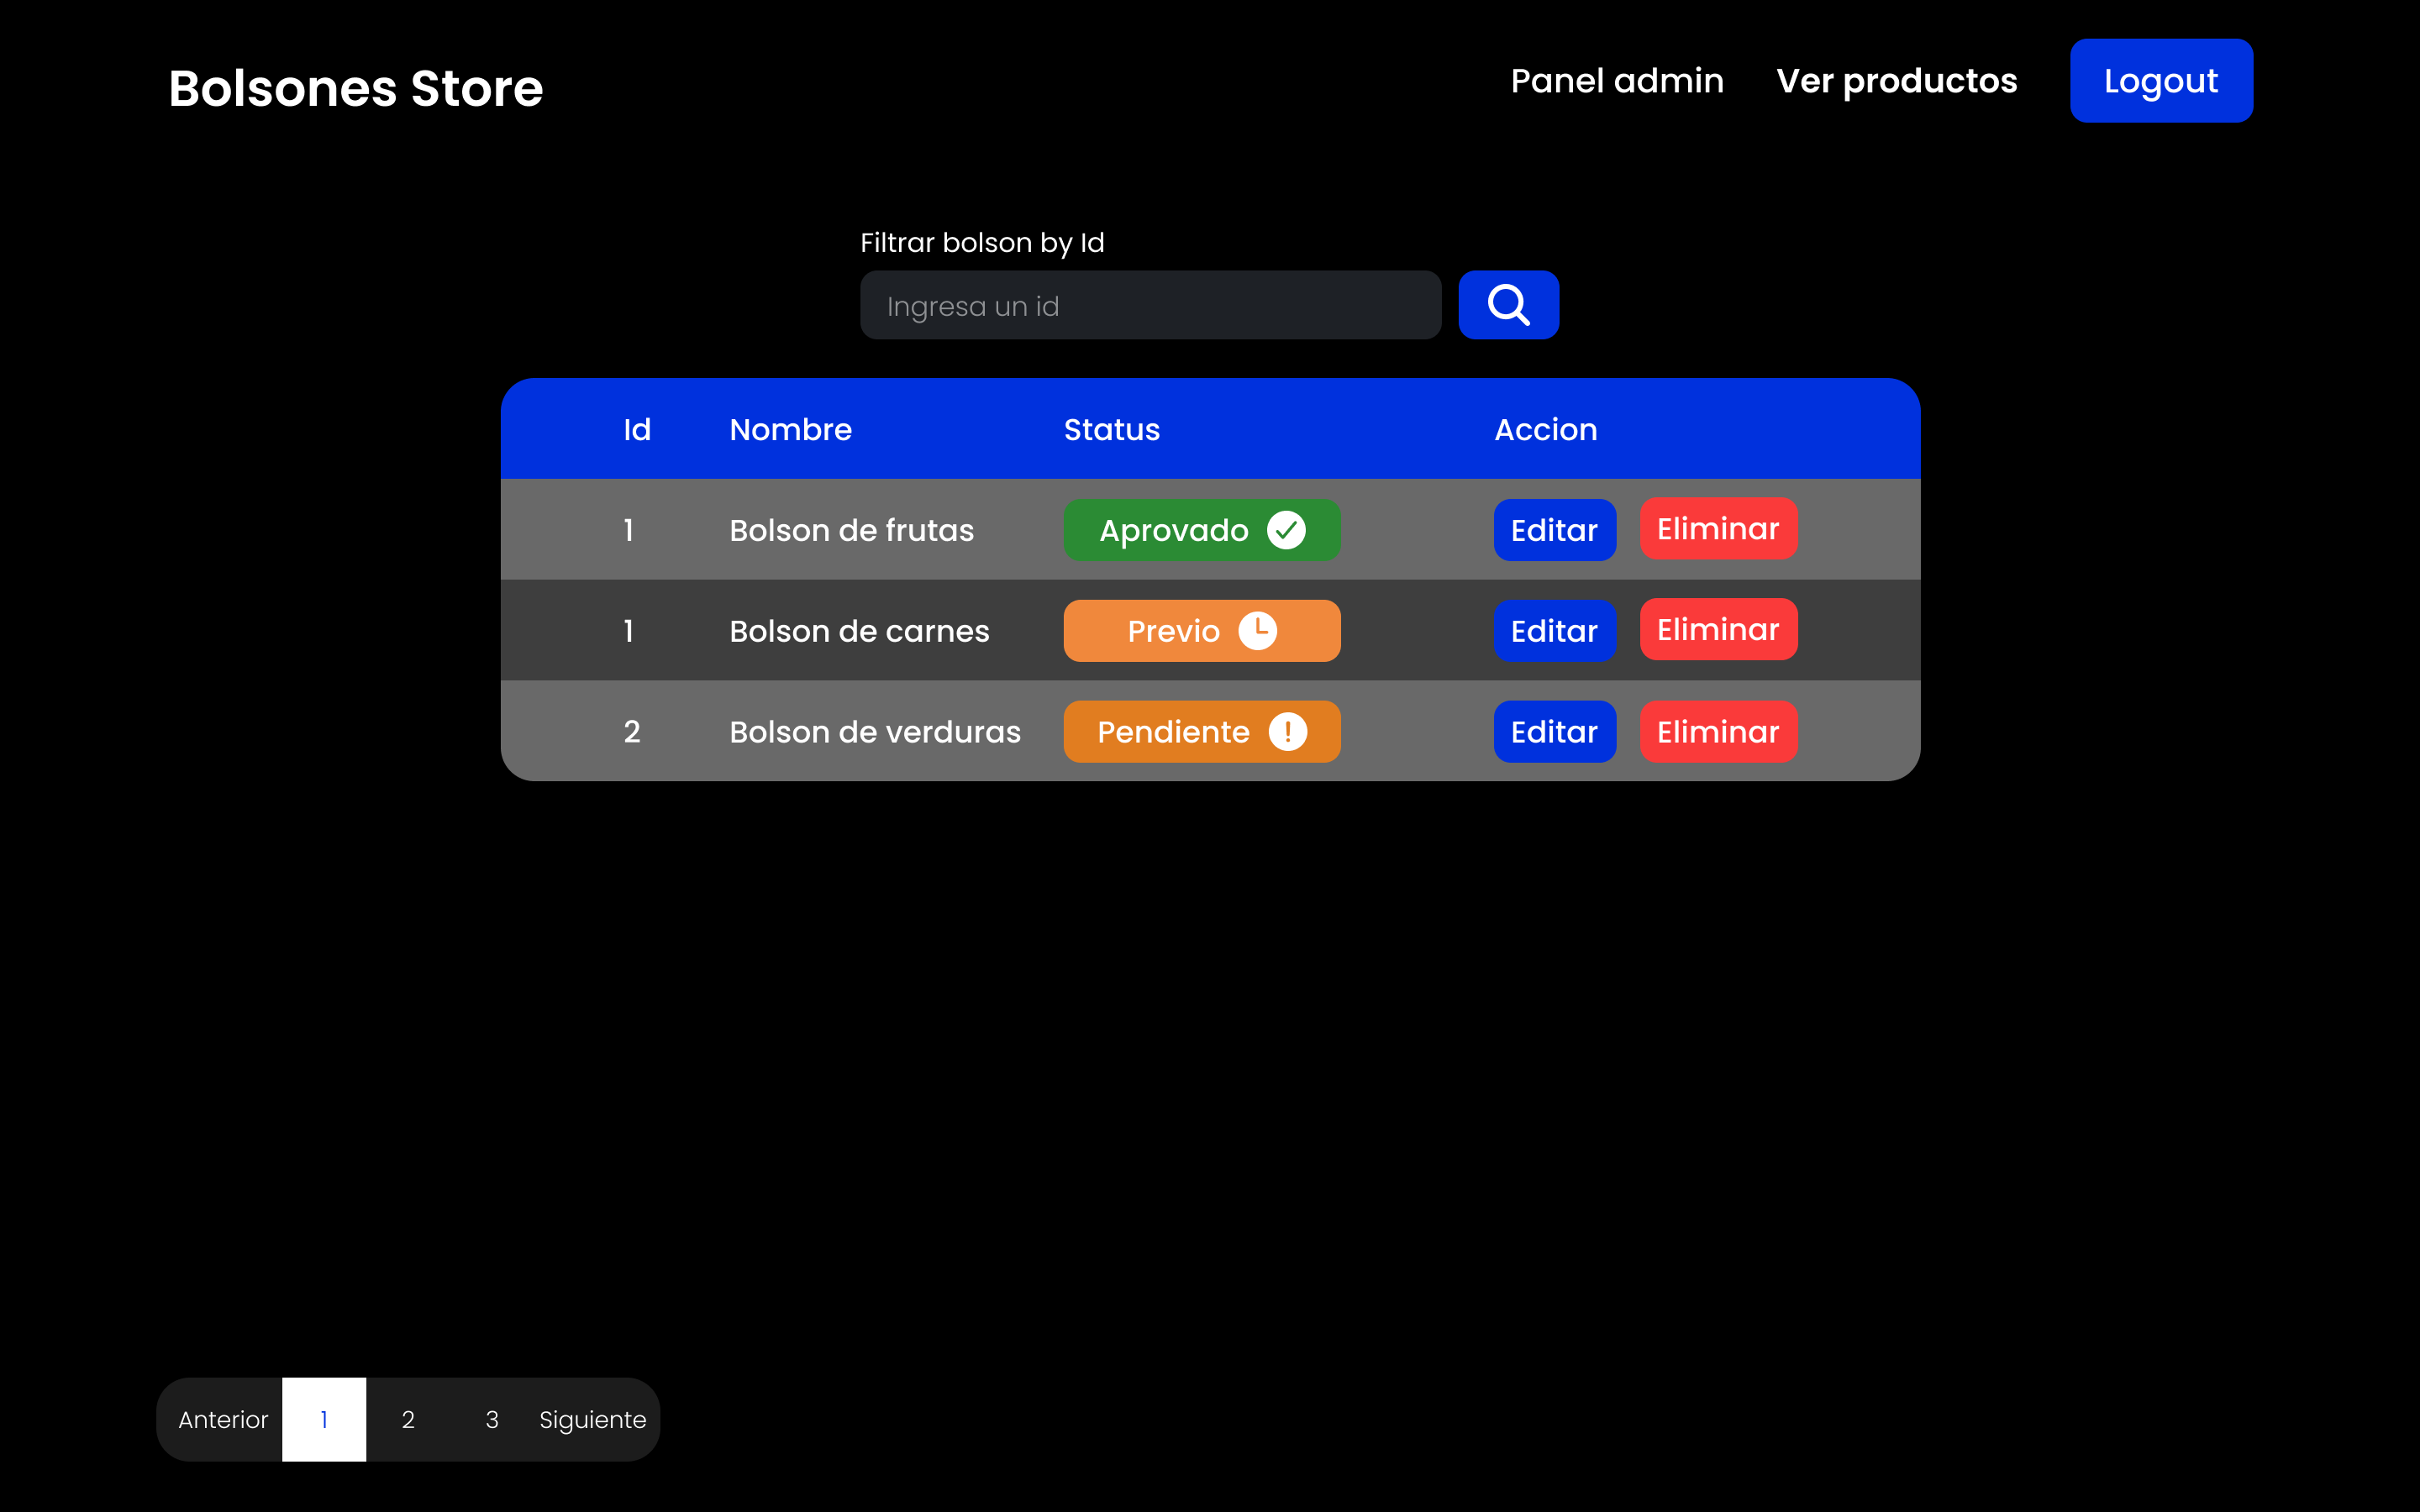 Bolsones Store
Panel admin Ver productos Logout
Filtrar bolson by Id
Ingresa un id
Id Nombre Status Accion
1 Bolson de frutas Aprovado Editar Eliminar
1 Bolson de carnes Previo Editar Eliminar
2 Bolson de verduras Pendiente Editar Eliminar
Anterior 1 2 3 Siguiente